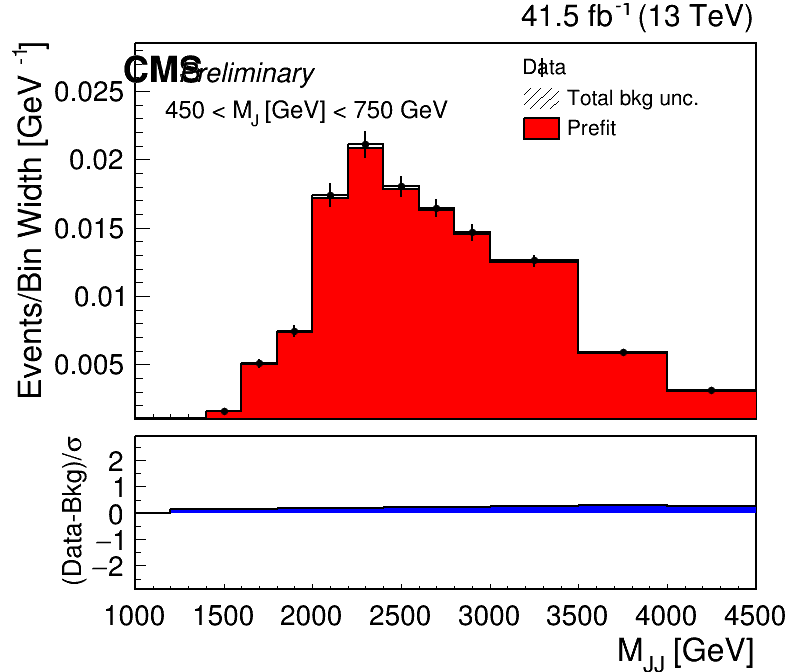 41.5 fb-1 (13 TeV)
CMS Preliminary
450 < MJ [GeV] < 750 GeV
Data
Total bkg unc.
Prefit
Events/Bin Width [GeV-1]
0.025
0.02
0.015
0.01
0.005
(Data-Bkg)/σ
2
1
0
−1
−2
1000 1500 2000 2500 3000 3500 4000 4500
MJJ [GeV]